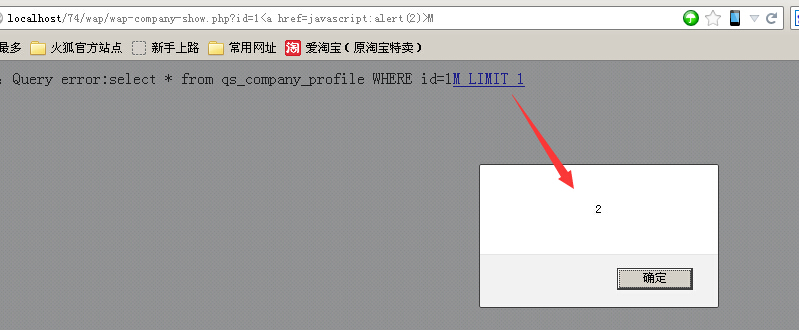 localhost/74/wap/wap-company-show.php?id=1<a href=javascript:alert(2)>M
最多 火狐官方站点 新手上路 常用网址 淘 爱淘宝（原淘宝特卖）
: Query error:select * from qs_company_profile WHERE id=1M LIMIT 1
2
确定